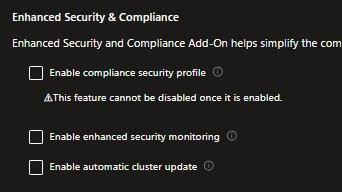 Enhanced Security & Compliance
Enhanced Security and Compliance Add-On helps simplify the com
Enable compliance security profile
⚠This feature cannot be disabled once it is enabled.
Enable enhanced security monitoring
Enable automatic cluster update